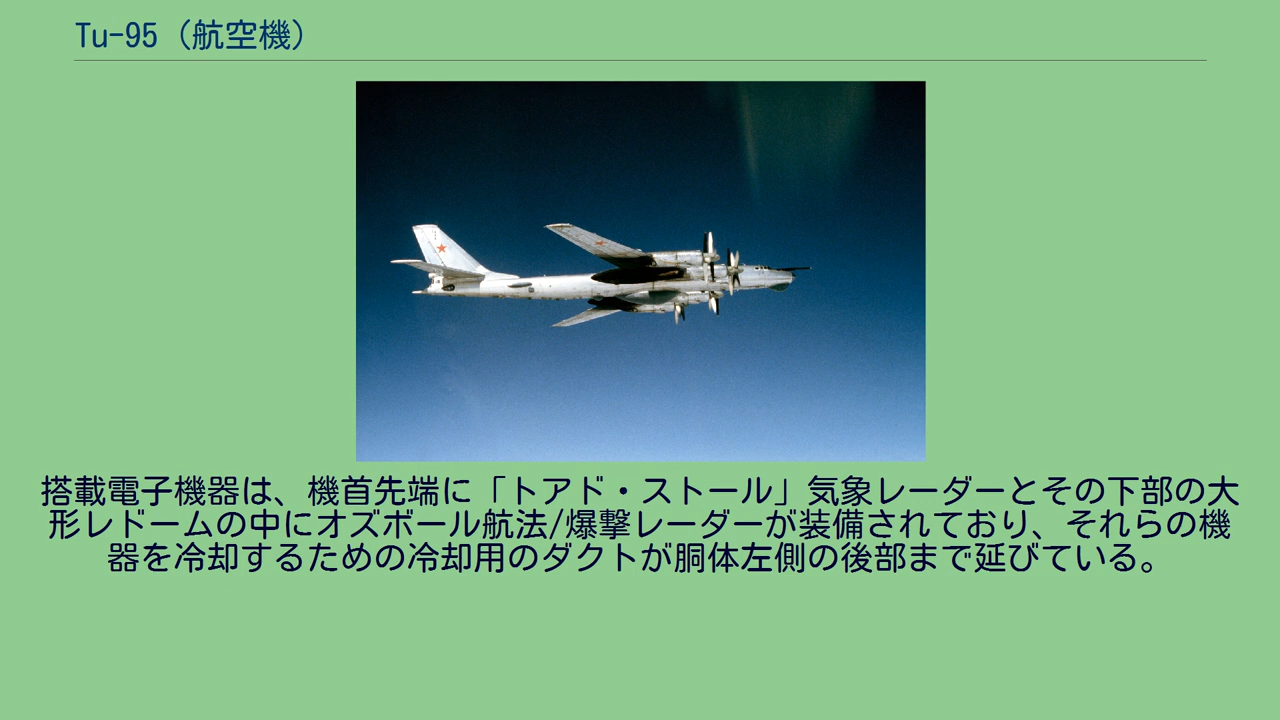 Tu-95（航空機）
搭載電子機器は、機首先端に「トアド・ストール」気象レーダーとその下部の大
形レドームの中にオズボール航法/爆撃レーダーが装備されており、それらの機
器を冷却するための冷却用のダクトが胴体左側の後部まで延びている。